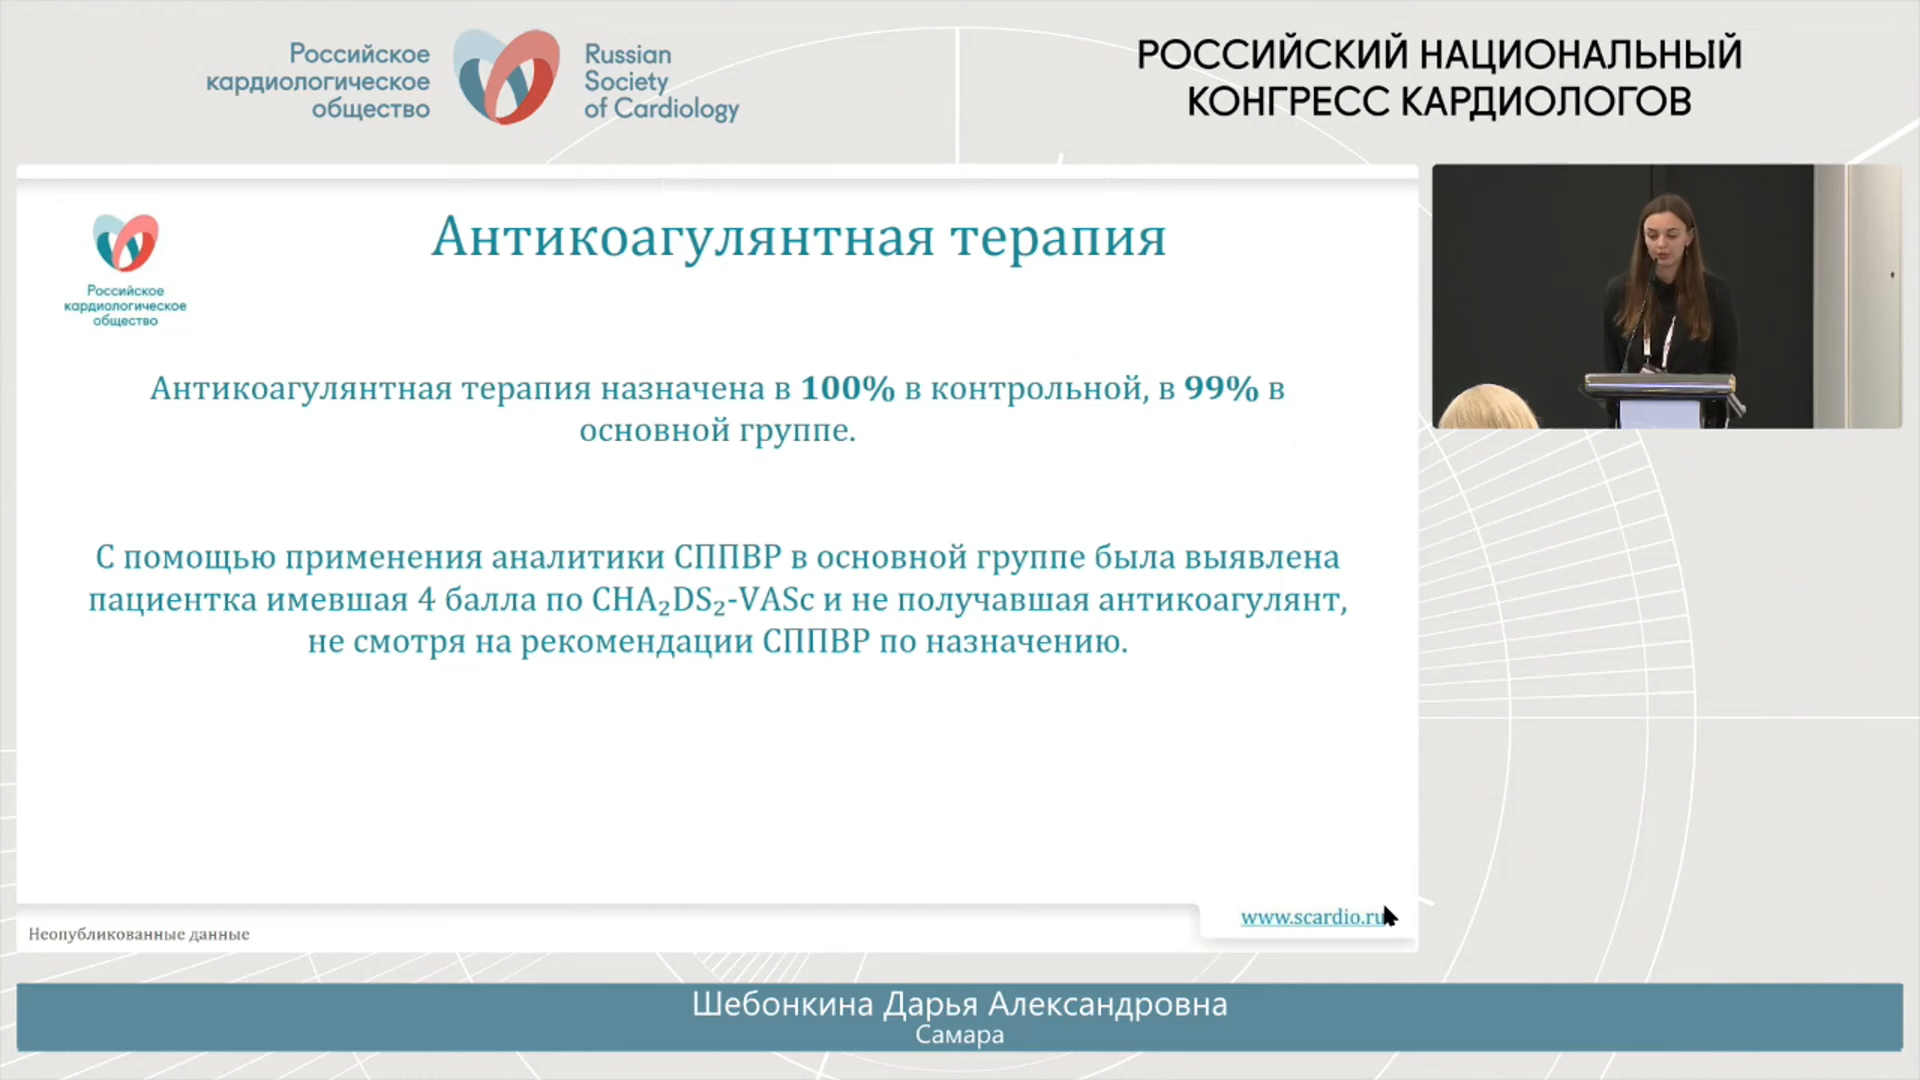 Российское
кардиологическое
общество
Russian
Society
of Cardiology
РОССИЙСКИЙ НАЦИОНАЛЬНЫЙ
КОНГРЕСС КАРДИОЛОГОВ
Российское
кардиологическое
общество
Антикоагулянтная терапия
Антикоагулянтная терапия назначена в 100% в контрольной, в 99% в
основной группе.
С помощью применения аналитики СППВР в основной группе была выявлена
пациентка имевшая 4 балла по CHA₂DS₂-VASc и не получавшая антикоагулянт,
не смотря на рекомендации СППВР по назначению.
www.scardio.ru
Неопубликованные данные
Шебонкина Дарья Александровна
Самара